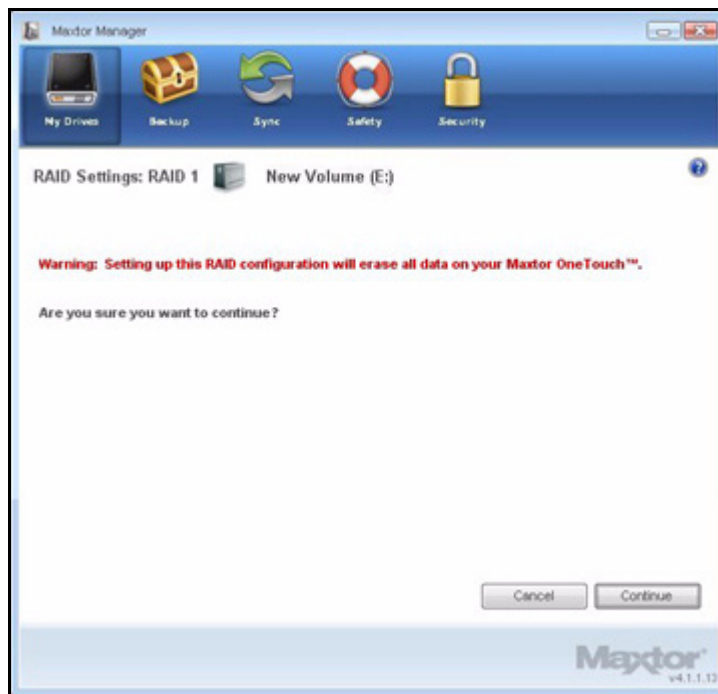 Maxtor Manager
My Drives Backup Sync Safety Security
RAID Settings: RAID 1 New Volume (E:)
?
Warning: Setting up this RAID configuration will erase all data on your Maxtor OneTouch™.
Are you sure you want to continue?
Cancel Continue
Maxtor